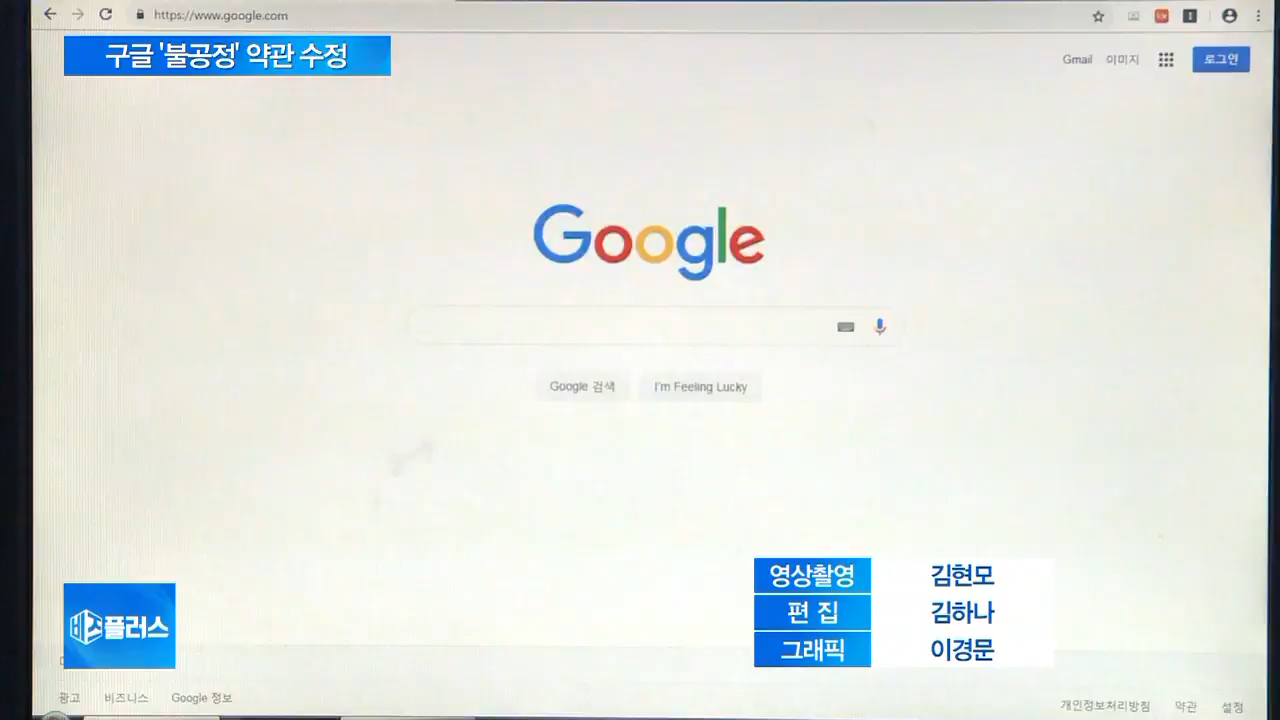 https://www.google.com
구글 '불공정' 약관 수정
Gmail 이미지 로그인
Google
Google 검색 I'm Feeling Lucky
영상촬영 김현모
편 집 김하나
그래픽 이경문
비즈플러스
광고 비즈니스 Google 정보
개인정보처리방침 약관 설정